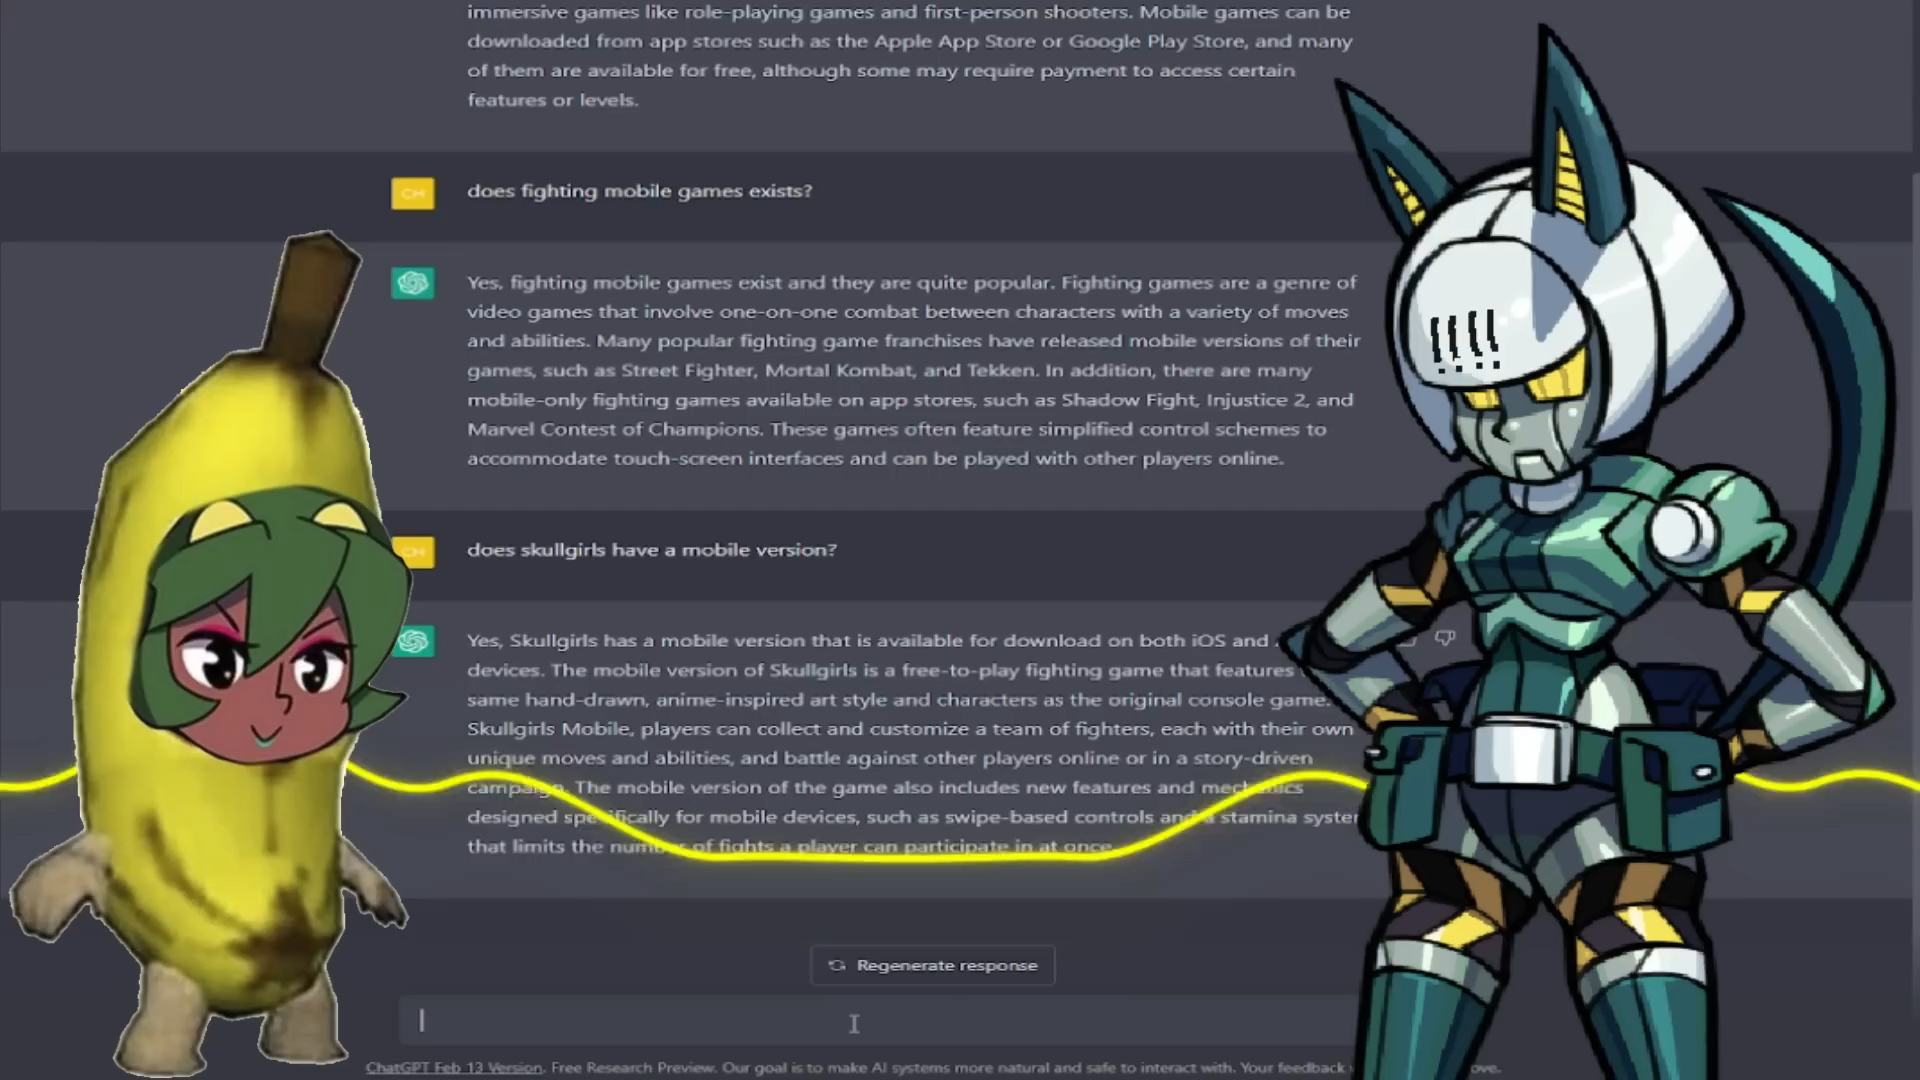 immersive games like role-playing games and first-person shooters. Mobile games can be
downloaded from app stores such as the Apple App Store or Google Play Store, and many
of them are available for free, although some may require payment to access certain
features or levels.
CH
does fighting mobile games exists?
Yes, fighting mobile games exist and they are quite popular. Fighting games are a genre of
video games that involve one-on-one combat between characters with a variety of moves
and abilities. Many popular fighting game franchises have released mobile versions of their
games, such as Street Fighter, Mortal Kombat, and Tekken. In addition, there are many
mobile-only fighting games available on app stores, such as Shadow Fight, Injustice 2, and
Marvel Contest of Champions. These games often feature simplified control schemes to
accommodate touch-screen interfaces and can be played with other players online.
CH
does skullgirls have a mobile version?
Yes, Skullgirls has a mobile version that is available for download on both iOS and
devices. The mobile version of Skullgirls is a free-to-play fighting game that features
same hand-drawn, anime-inspired art style and characters as the original console game.
Skullgirls Mobile, players can collect and customize a team of fighters, each with their own
unique moves and abilities, and battle against other players online or in a story-driven
campaign. The mobile version of the game also includes new features and mechanics
designed specifically for mobile devices, such as swipe-based controls and a stamina system
that limits the number of fights a player can participate in at once.
Regenerate response
ChatGPT Feb 13 Version. Free Research Preview. Our goal is to make AI systems more natural and safe to interact with. Your feedback
!!!!